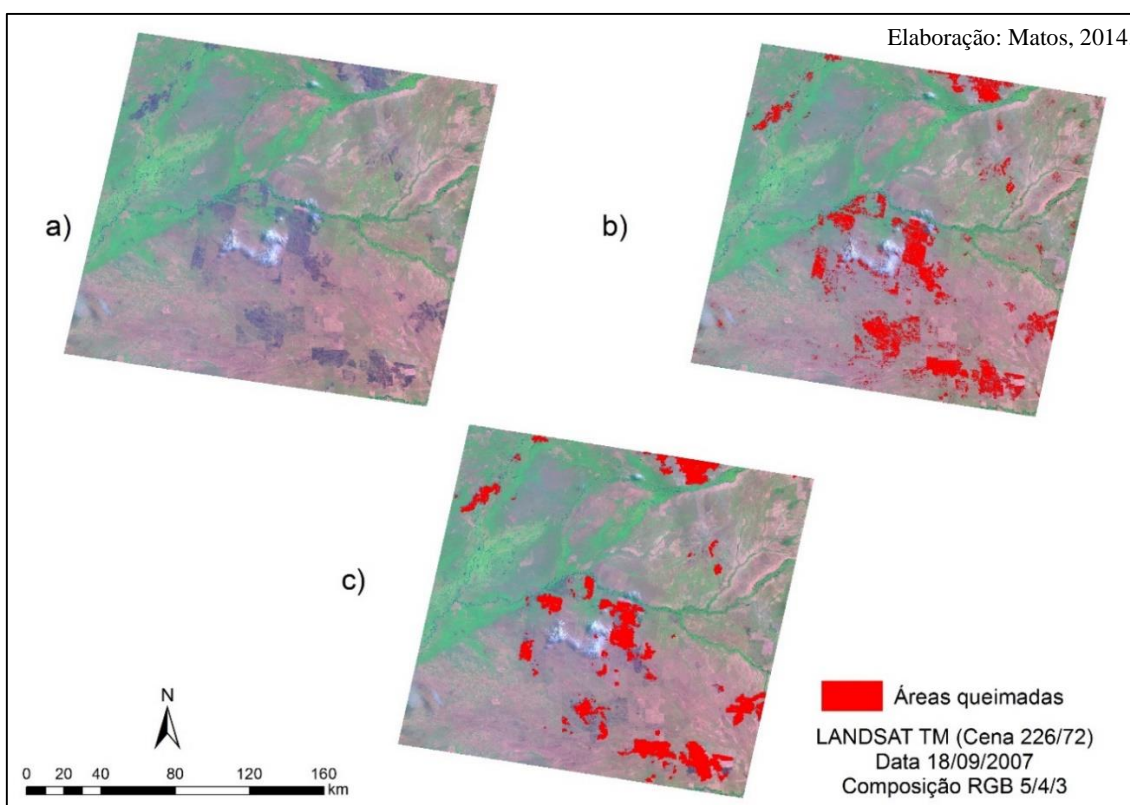 Elaboração: Matos, 2014
a)
b)
c)
N
0 20 40 80 120 160
km
Áreas queimadas
LANDSAT TM (Cena 226/72)
Data 18/09/2007
Composição RGB 5/4/3